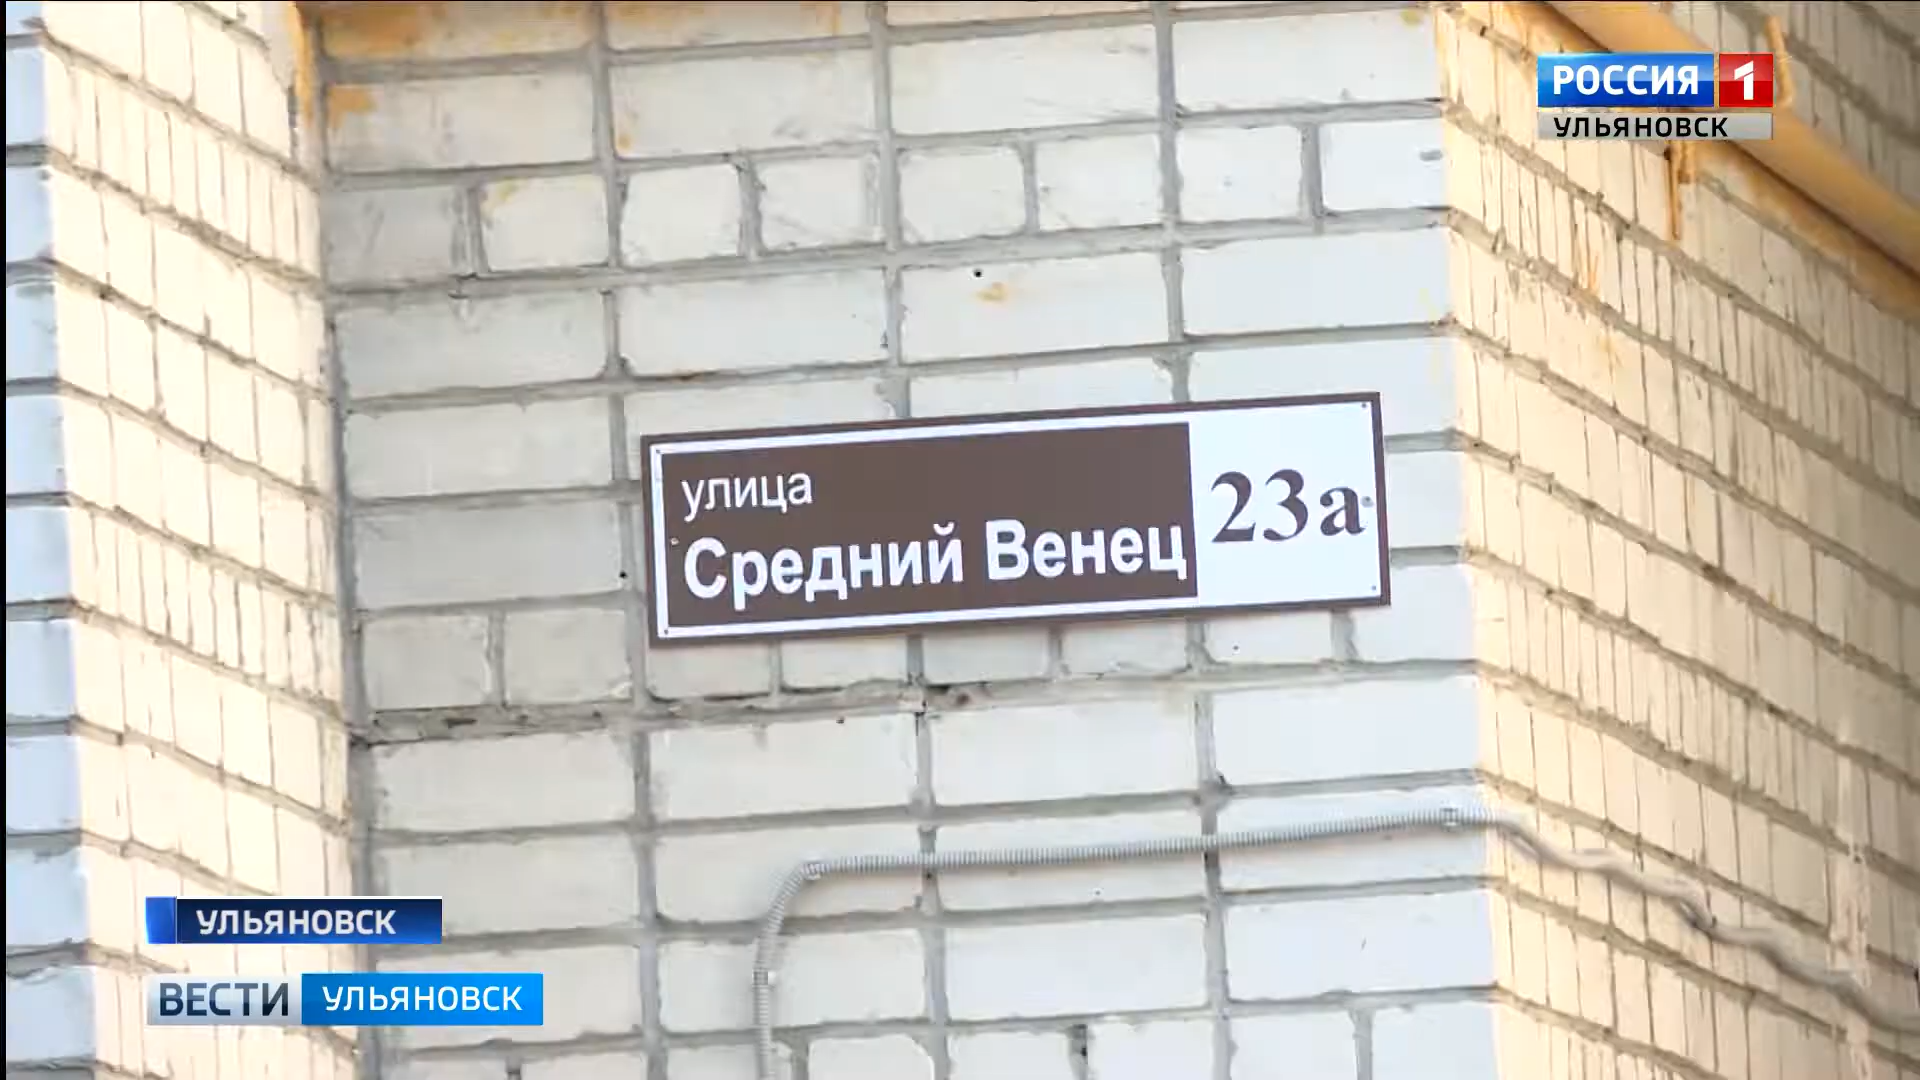 РОССИЯ 1
УЛЬЯНОВСК
улица
Средний Венец
23а
УЛЬЯНОВСК
ВЕСТИ УЛЬЯНОВСК